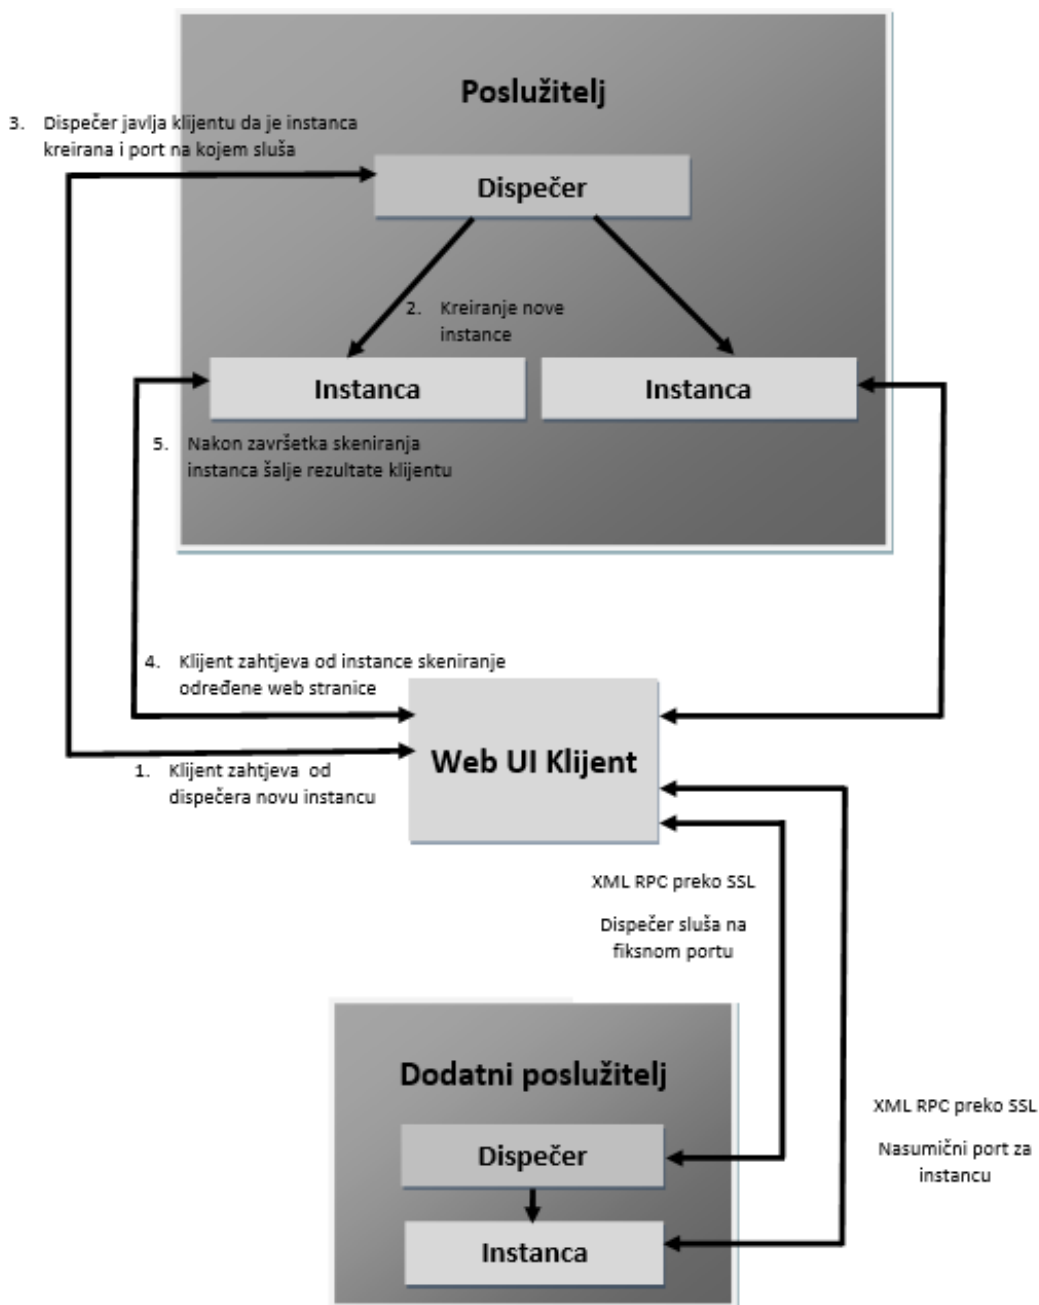 Poslužitelj
3. Dispečer javlja klijentu da je instanca
kreirana i port na kojem sluša
Dispečer
2. Kreiranje nove
instance
Instanca
Instanca
5. Nakon završetka skeniranja
instanca šalje rezultate klijentu
4. Klijent zahtjeva od instance skeniranje
određene web stranice
Web UI Klijent
1. Klijent zahtjeva od
dispečera novu instancu
XML RPC preko SSL
Dispečer sluša na
fiksnom portu
Dodatni poslužitelj
Dispečer
Instanca
XML RPC preko SSL
Nasumični port za
instancu